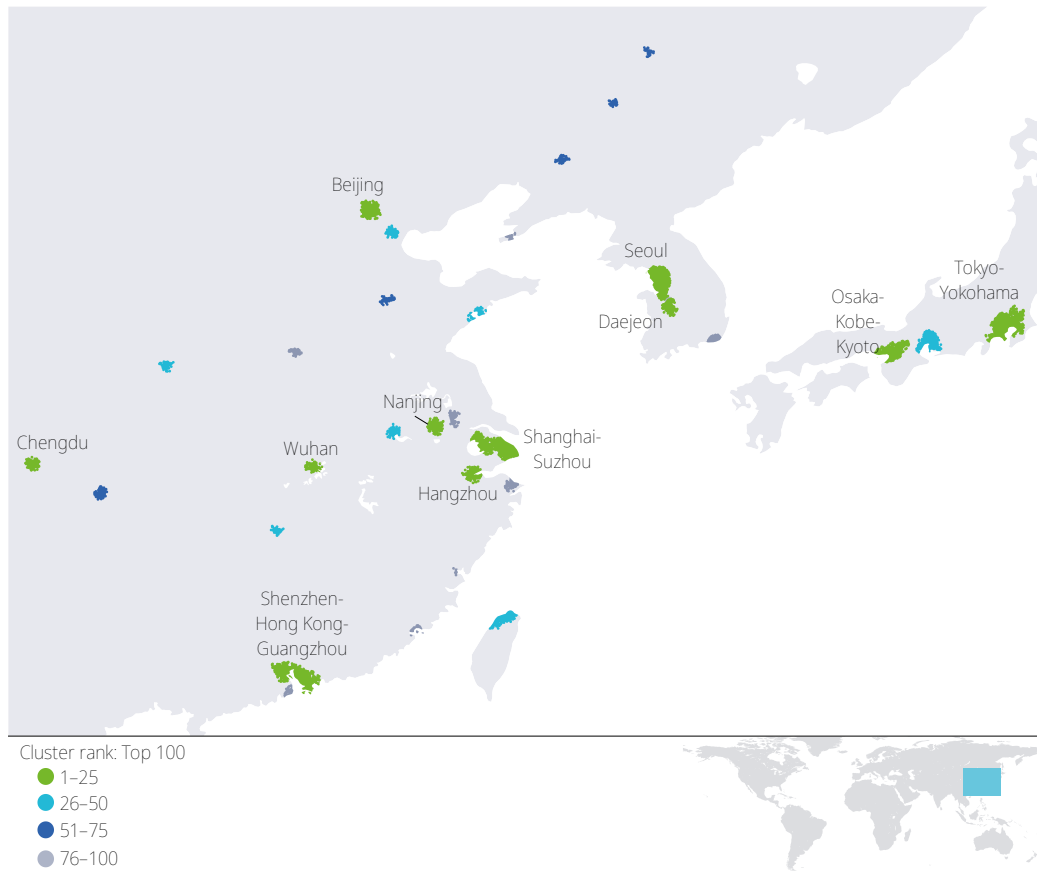 Beijing
Seoul
Daejeon
Tokyo-
Yokohama
Osaka-
Kobe-
Kyoto
Nanjing
Shanghai-
Suzhou
Chengdu
Wuhan
Hangzhou
Shenzhen-
Hong Kong-
Guangzhou
Cluster rank: Top 100
1–25
26–50
51–75
76–100